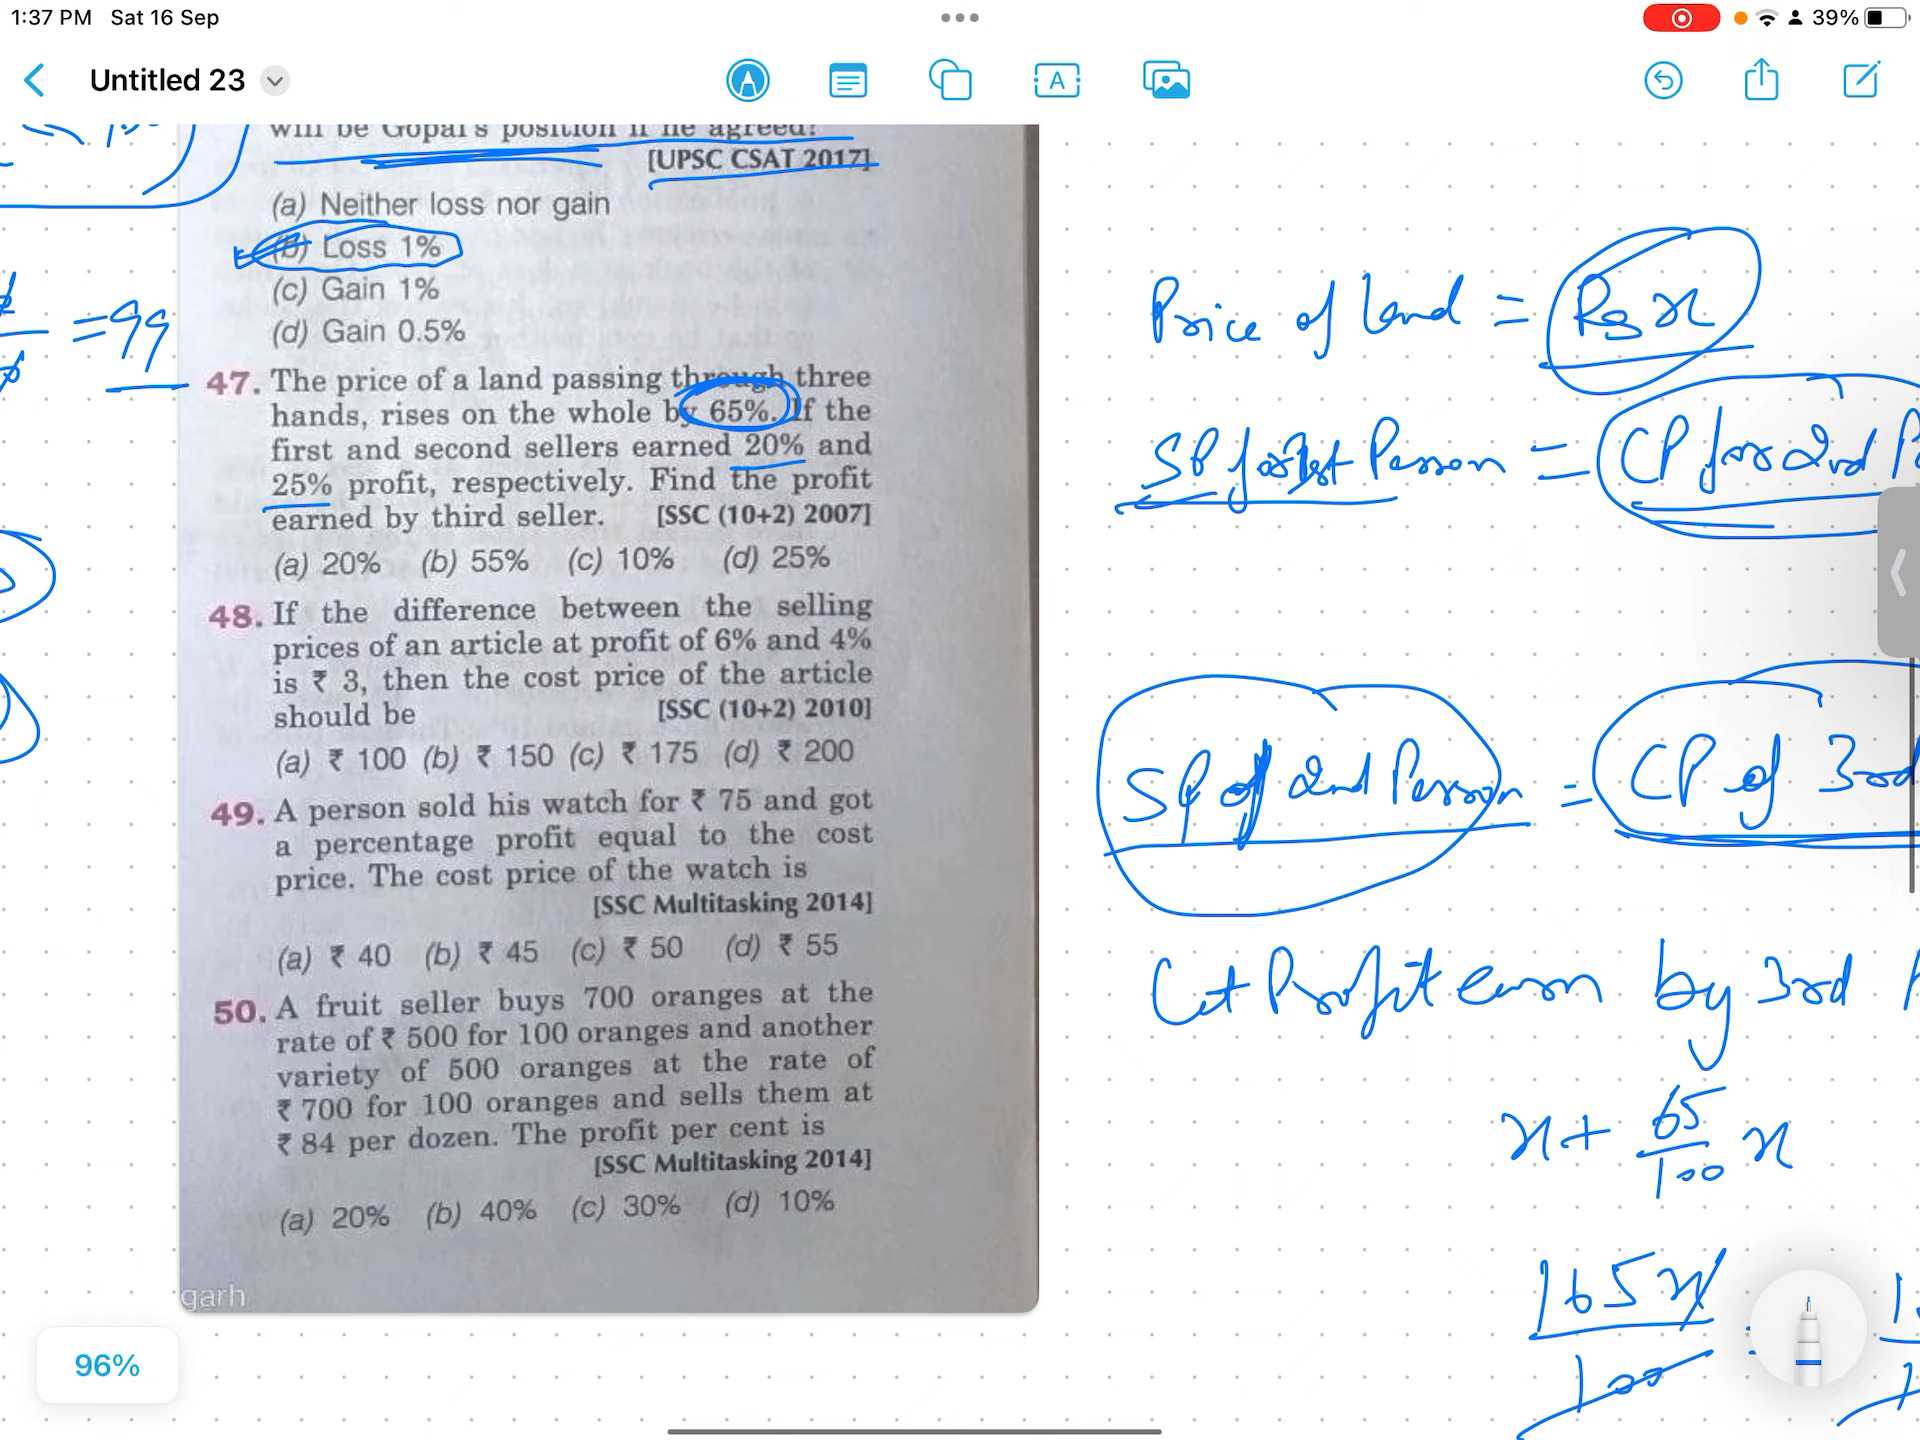 1:37 PM Sat 16 Sep
39%
Untitled 23
A
will be Gopal's position if he agreed?
[UPSC CSAT 2017]
(a) Neither loss nor gain
(b) Loss 1%
(c) Gain 1%
(d) Gain 0.5%
= 99
47. The price of a land passing through three
hands, rises on the whole by 65%. If the
first and second sellers earned 20% and
25% profit, respectively. Find the profit
earned by third seller. [SSC (10+2) 2007]
(a) 20% (b) 55% (c) 10% (d) 25%
48. If the difference between the selling
prices of an article at profit of 6% and 4%
is ₹ 3, then the cost price of the article
should be [SSC (10+2) 2010]
(a) ₹ 100 (b) ₹ 150 (c) ₹ 175 (d) ₹ 200
49. A person sold his watch for ₹ 75 and got
a percentage profit equal to the cost
price. The cost price of the watch is
[SSC Multitasking 2014]
(a) ₹ 40 (b) ₹ 45 (c) ₹ 50 (d) ₹ 55
50. A fruit seller buys 700 oranges at the
rate of ₹ 500 for 100 oranges and another
variety of 500 oranges at the rate of
₹ 700 for 100 oranges and sells them at
₹ 84 per dozen. The profit per cent is
[SSC Multitasking 2014]
(a) 20% (b) 40% (c) 30% (d) 10%
garh
96%
Price of land = Rs x
SP for 1st Person = CP for 2nd P
SP of 2nd Person = CP of 3rd
Let Profit earn by 3rd
x + 65/100 x
165x/100 =